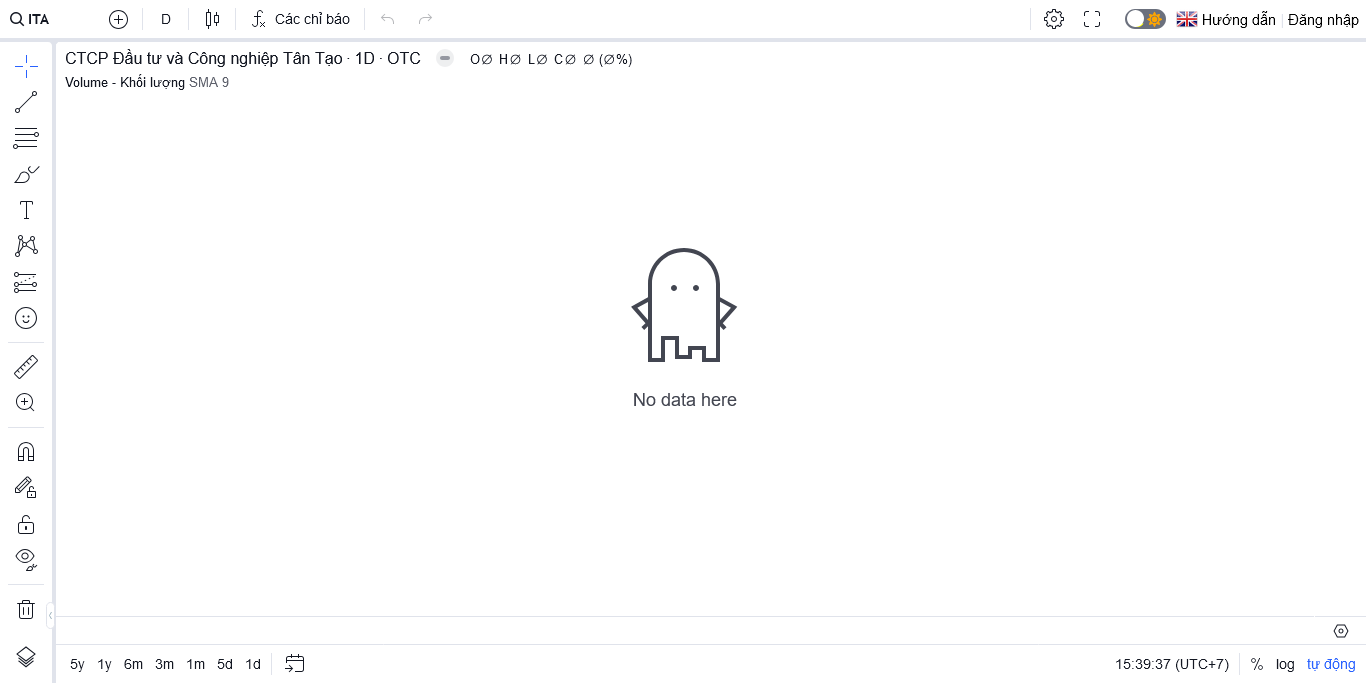 ITA D Các chỉ báo Hướng dẫn Đăng nhập
CTCP Đầu tư và Công nghiệp Tân Tạo · 1D · OTC O∅ H∅ L∅ C∅ ∅ (∅%)
Volume - Khối lượng SMA 9
No data here
5y 1y 6m 3m 1m 5d 1d 15:39:37 (UTC+7) % log tự động